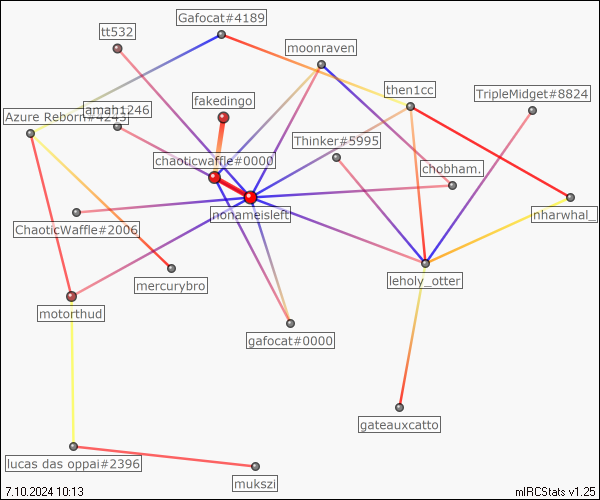 Gafocat#4189
tt532
moonraven
then1cc
TripleMidget#8824
fakedingo
amah1246
Azure Reborn#4243
Thinker#5995
chaoticwaffle#0000
chobham.
nonameisleft
nharwhal_
ChaoticWaffle#2006
leholy_otter
mercurybro
motorthud
gafocat#0000
gateauxcatto
lucas das oppai#2396
mukszi
7.10.2024 10:13
mIRCStats v1.25